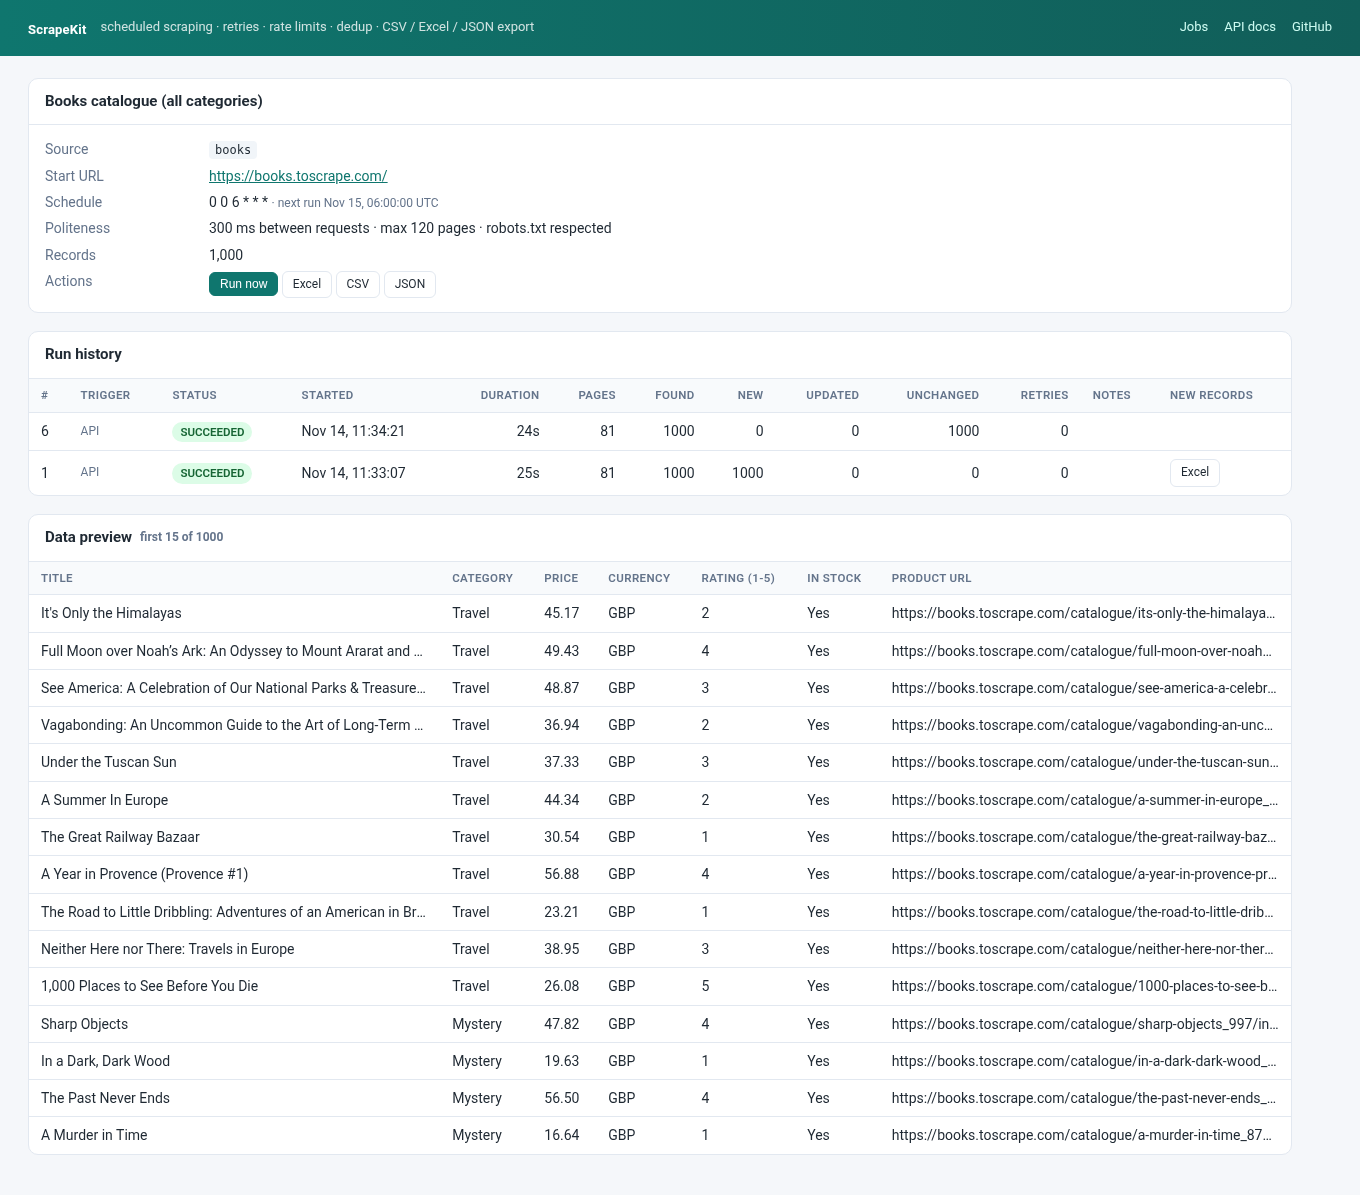 ScrapeKit scheduled scraping · retries · rate limits · dedup · CSV / Excel / JSON export Jobs API docs GitHub
Books catalogue (all categories)
Source books
Start URL https://books.toscrape.com/
Schedule 0 0 6 * * * · next run Nov 15, 06:00:00 UTC
Politeness 300 ms between requests · max 120 pages · robots.txt respected
Records 1,000
Actions Run now Excel CSV JSON
Run history
# TRIGGER STATUS STARTED DURATION PAGES FOUND NEW UPDATED UNCHANGED RETRIES NOTES NEW RECORDS
6 API SUCCEEDED Nov 14, 11:34:21 24s 81 1000 0 0 1000 0
1 API SUCCEEDED Nov 14, 11:33:07 25s 81 1000 1000 0 0 0 Excel
Data preview first 15 of 1000
TITLE CATEGORY PRICE CURRENCY RATING (1-5) IN STOCK PRODUCT URL
It's Only the Himalayas Travel 45.17 GBP 2 Yes https://books.toscrape.com/catalogue/its-only-the-himalaya…
Full Moon over Noah’s Ark: An Odyssey to Mount Ararat and … Travel 49.43 GBP 4 Yes https://books.toscrape.com/catalogue/full-moon-over-noah…
See America: A Celebration of Our National Parks & Treasure… Travel 48.87 GBP 3 Yes https://books.toscrape.com/catalogue/see-america-a-celebr…
Vagabonding: An Uncommon Guide to the Art of Long-Term … Travel 36.94 GBP 2 Yes https://books.toscrape.com/catalogue/vagabonding-an-unc…
Under the Tuscan Sun Travel 37.33 GBP 3 Yes https://books.toscrape.com/catalogue/under-the-tuscan-sun…
A Summer In Europe Travel 44.34 GBP 2 Yes https://books.toscrape.com/catalogue/a-summer-in-europe_…
The Great Railway Bazaar Travel 30.54 GBP 1 Yes https://books.toscrape.com/catalogue/the-great-railway-baz…
A Year in Provence (Provence #1) Travel 56.88 GBP 4 Yes https://books.toscrape.com/catalogue/a-year-in-provence-pr…
The Road to Little Dribbling: Adventures of an American in Br… Travel 23.21 GBP 1 Yes https://books.toscrape.com/catalogue/the-road-to-little-drib…
Neither Here nor There: Travels in Europe Travel 38.95 GBP 3 Yes https://books.toscrape.com/catalogue/neither-here-nor-ther…
1,000 Places to See Before You Die Travel 26.08 GBP 5 Yes https://books.toscrape.com/catalogue/1000-places-to-see-b…
Sharp Objects Mystery 47.82 GBP 4 Yes https://books.toscrape.com/catalogue/sharp-objects_997/in…
In a Dark, Dark Wood Mystery 19.63 GBP 1 Yes https://books.toscrape.com/catalogue/in-a-dark-dark-wood_…
The Past Never Ends Mystery 56.50 GBP 4 Yes https://books.toscrape.com/catalogue/the-past-never-ends_…
A Murder in Time Mystery 16.64 GBP 1 Yes https://books.toscrape.com/catalogue/a-murder-in-time_87…